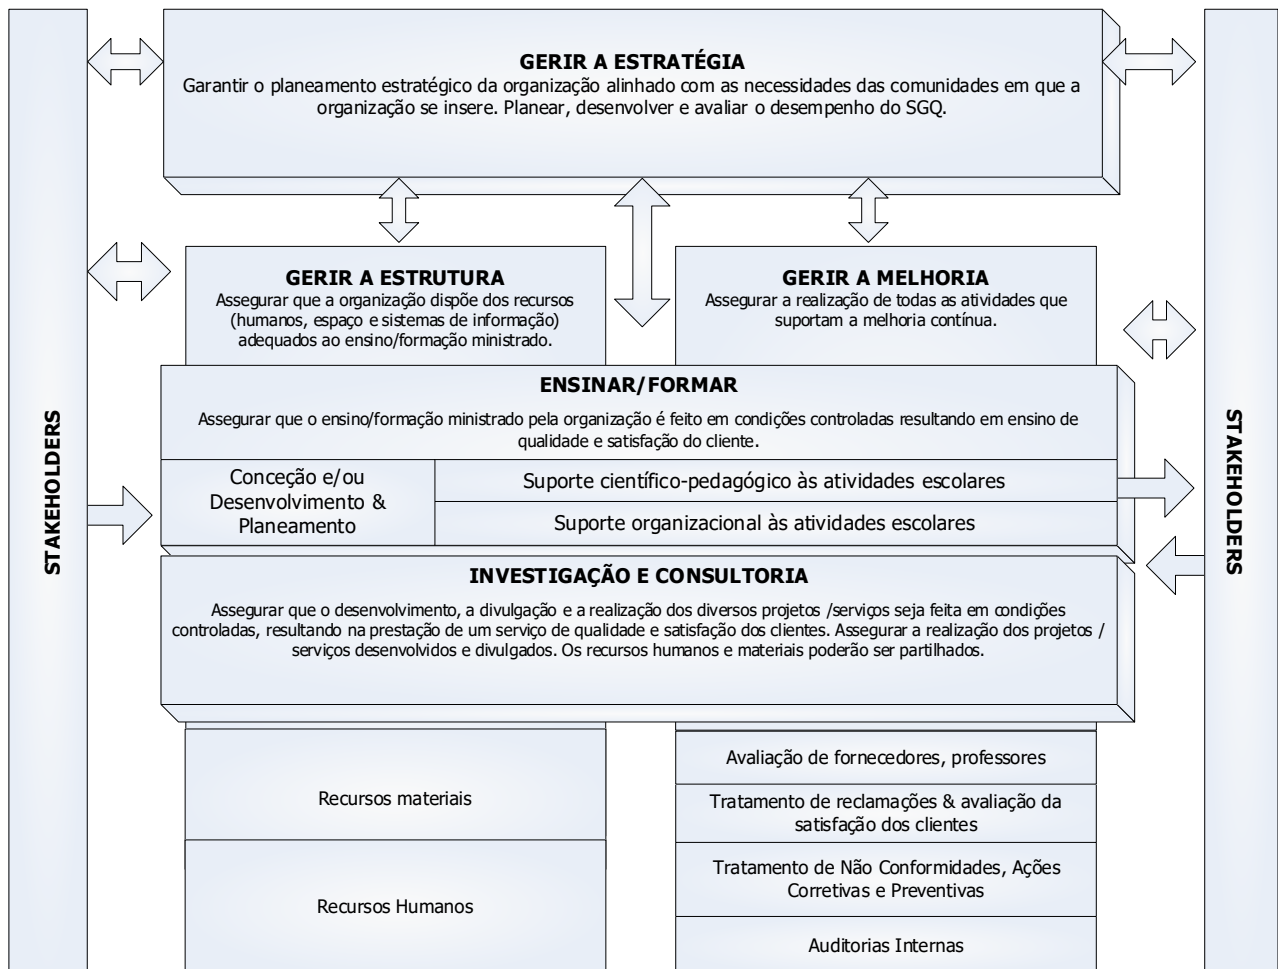 GERIR A ESTRATÉGIA
Garantir o planeamento estratégico da organização alinhado com as necessidades das comunidades em que a
organização se insere. Planear, desenvolver e avaliar o desempenho do SGQ.
GERIR A ESTRUTURA
Assegurar que a organização dispõe dos recursos
(humanos, espaço e sistemas de informação)
adequados ao ensino/formação ministrado.
GERIR A MELHORIA
Assegurar a realização de todas as atividades que
suportam a melhoria contínua.
STAKEHOLDERS
ENSINAR/FORMAR
Assegurar que o ensino/formação ministrado pela organização é feito em condições controladas resultando em ensino de
qualidade e satisfação do cliente.
Conceção e/ou
Desenvolvimento &
Planeamento
Suporte científico-pedagógico às atividades escolares
Suporte organizacional às atividades escolares
STAKEHOLDERS
INVESTIGAÇÃO E CONSULTORIA
Assegurar que o desenvolvimento, a divulgação e a realização dos diversos projetos /serviços seja feita em condições
controladas, resultando na prestação de um serviço de qualidade e satisfação dos clientes. Assegurar a realização dos projetos /
serviços desenvolvidos e divulgados. Os recursos humanos e materiais poderão ser partilhados.
Recursos materiais
Recursos Humanos
Avaliação de fornecedores, professores
Tratamento de reclamações & avaliação da
satisfação dos clientes
Tratamento de Não Conformidades, Ações
Corretivas e Preventivas
Auditorias Internas